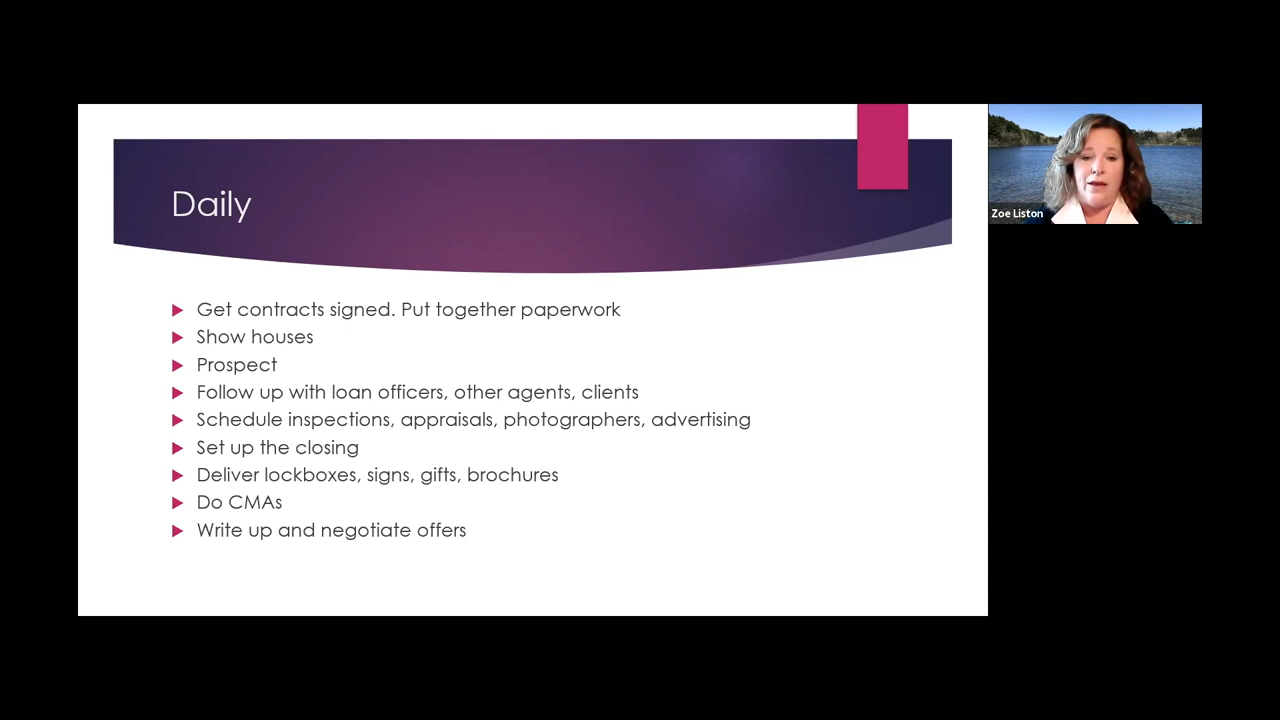 Daily
Get contracts signed. Put together paperwork
Show houses
Prospect
Follow up with loan officers, other agents, clients
Schedule inspections, appraisals, photographers, advertising
Set up the closing
Deliver lockboxes, signs, gifts, brochures
Do CMAs
Write up and negotiate offers
Zoe Liston